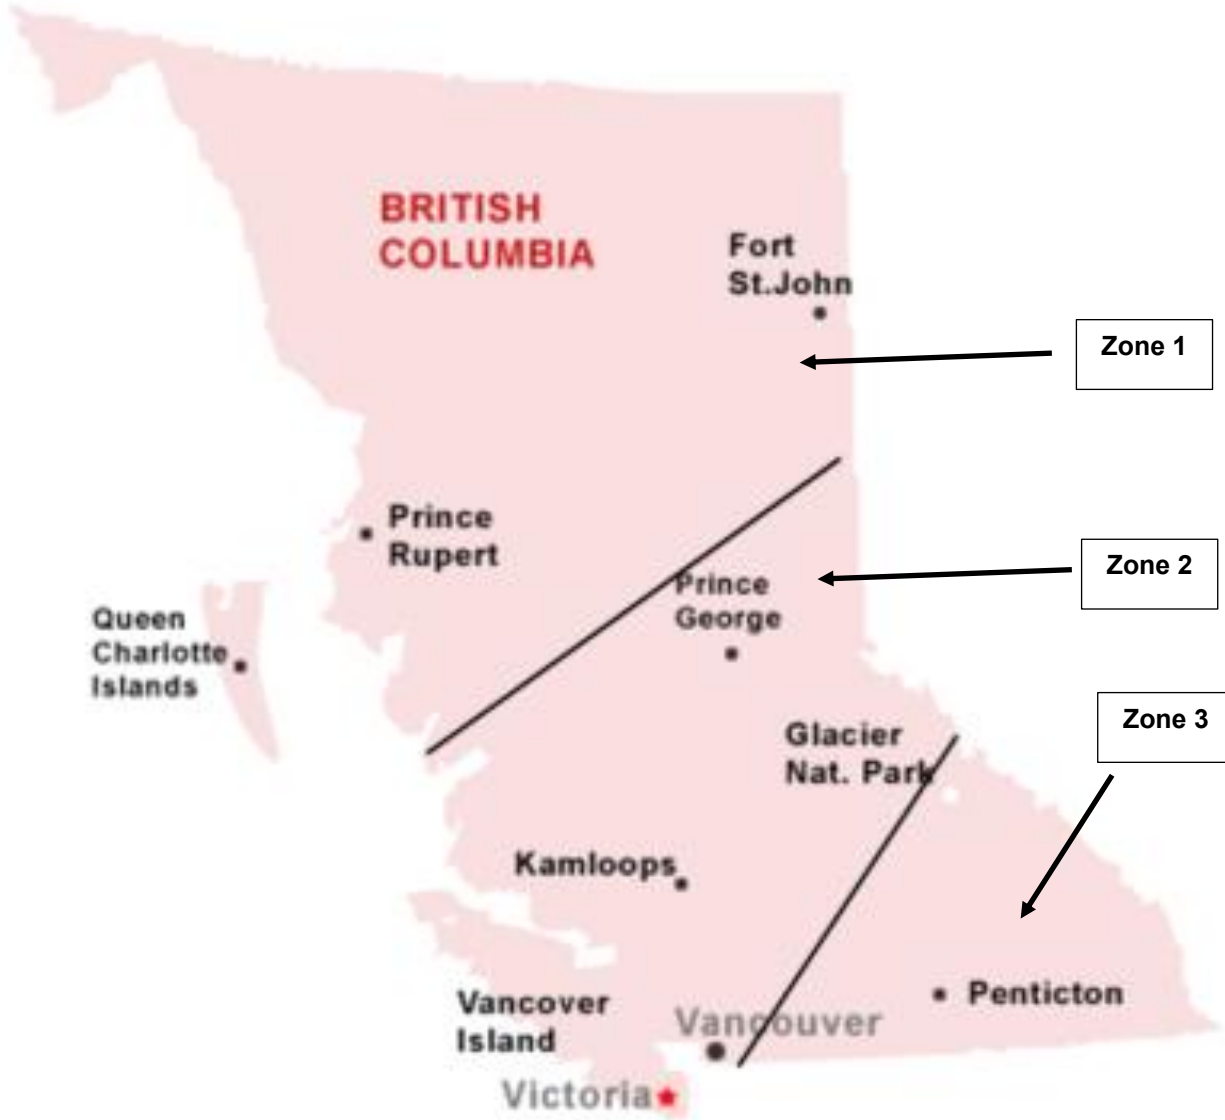 BRITISH
COLUMBIA
Fort
St.John
Zone 1
Prince
Rupert
Zone 2
Prince
George
Queen
Charlotte
Islands
Zone 3
Glacier
Nat. Park
Kamloops
Penticton
Vancover
Island
Vancouver
Victoria